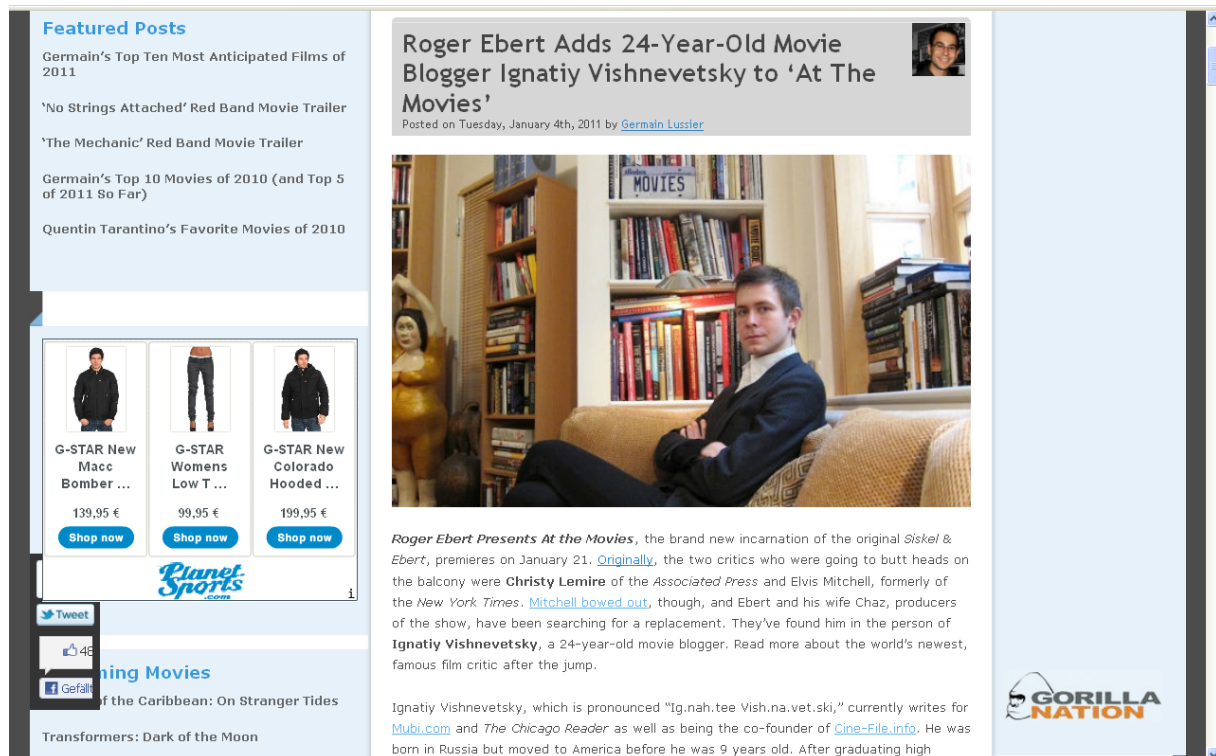 Featured Posts
Germain's Top Ten Most Anticipated Films of
2011
'No Strings Attached' Red Band Movie Trailer
'The Mechanic' Red Band Movie Trailer
Germain's Top 10 Movies of 2010 (and Top 5
of 2011 So Far)
Quentin Tarantino's Favorite Movies of 2010
G-STAR New
Macc
Bomber ...
139,95 €
Shop now
G-STAR
Womens
Low T ...
99,95 €
Shop now
G-STAR New
Colorado
Hooded ...
199,95 €
Shop now
Planet
Sports
.com
i
Tweet
48
Gefällt
ming Movies
of the Caribbean: On Stranger Tides
Transformers: Dark of the Moon
Roger Ebert Adds 24-Year-Old Movie
Blogger Ignatiy Vishnevetsky to 'At The
Movies'
Posted on Tuesday, January 4th, 2011 by Germain Lussier
MOVIES
Roger Ebert Presents At the Movies, the brand new incarnation of the original Siskel &
Ebert, premieres on January 21. Originally, the two critics who were going to butt heads on
the balcony were Christy Lemire of the Associated Press and Elvis Mitchell, formerly of
the New York Times. Mitchell bowed out, though, and Ebert and his wife Chaz, producers
of the show, have been searching for a replacement. They've found him in the person of
Ignatiy Vishnevetsky, a 24-year-old movie blogger. Read more about the world's newest,
famous film critic after the jump.
Ignatiy Vishnevetsky, which is pronounced "Ig.nah.tee Vish.na.vet.ski," currently writes for
Mubi.com and The Chicago Reader as well as being the co-founder of Cine-File.info. He was
born in Russia but moved to America before he was 9 years old. After graduating high
GORILLA
NATION